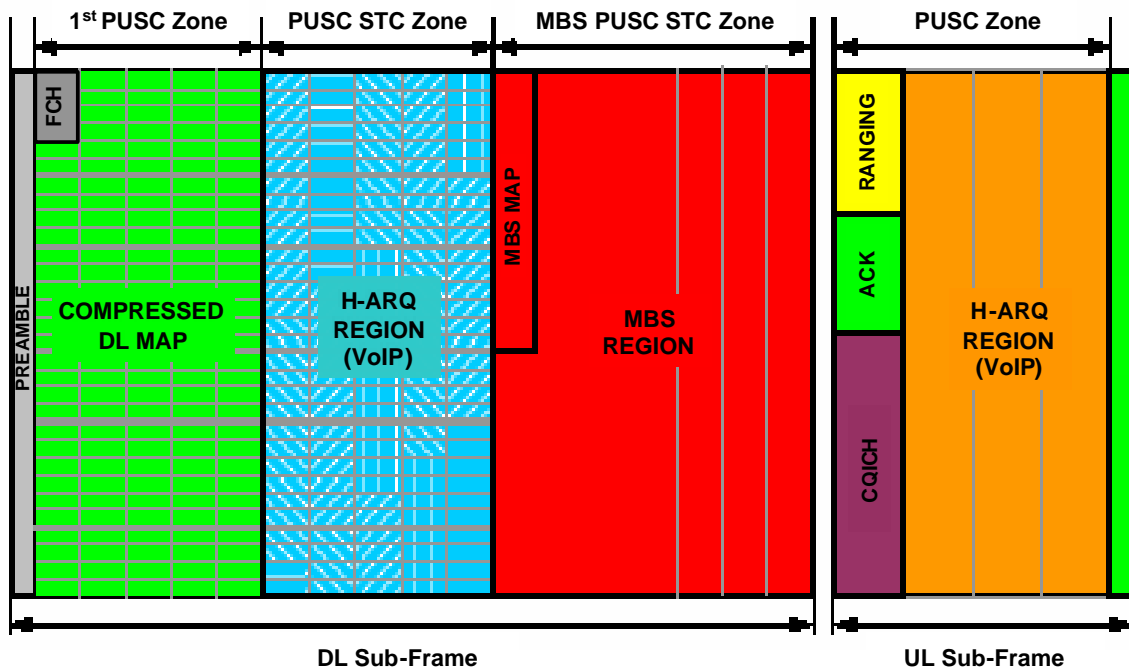 1st PUSC Zone
PUSC STC Zone
MBS PUSC STC Zone
PUSC Zone
PREAMBLE
FCH
COMPRESSED
DL MAP
H-ARQ
REGION
(VoIP)
MBS MAP
MBS
REGION
RANGING
ACK
CQICH
H-ARQ
REGION
(VoIP)
DL Sub-Frame
UL Sub-Frame